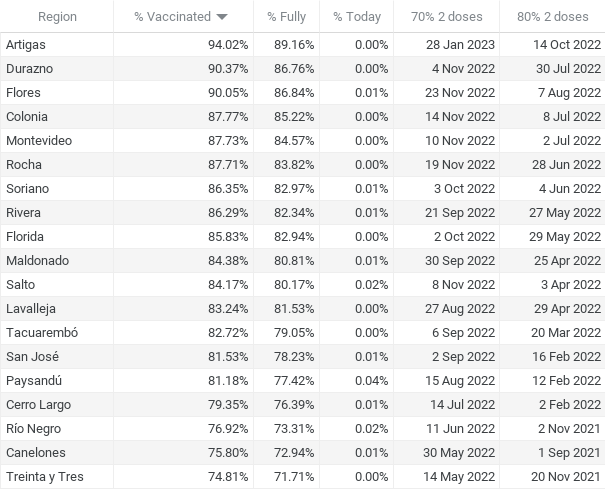 Region % Vaccinated % Fully % Today 70% 2 doses 80% 2 doses
Artigas 94.02% 89.16% 0.00% 28 Jan 2023 14 Oct 2022
Durazno 90.37% 86.76% 0.00% 4 Nov 2022 30 Jul 2022
Flores 90.05% 86.84% 0.01% 23 Nov 2022 7 Aug 2022
Colonia 87.77% 85.22% 0.00% 14 Nov 2022 8 Jul 2022
Montevideo 87.73% 84.57% 0.00% 10 Nov 2022 2 Jul 2022
Rocha 87.71% 83.82% 0.00% 19 Nov 2022 28 Jun 2022
Soriano 86.35% 82.97% 0.01% 3 Oct 2022 4 Jun 2022
Rivera 86.29% 82.34% 0.01% 21 Sep 2022 27 May 2022
Florida 85.83% 82.94% 0.00% 2 Oct 2022 29 May 2022
Maldonado 84.38% 80.81% 0.01% 30 Sep 2022 25 Apr 2022
Salto 84.17% 80.17% 0.02% 8 Nov 2022 3 Apr 2022
Lavalleja 83.24% 81.53% 0.00% 27 Aug 2022 29 Apr 2022
Tacuarembó 82.72% 79.05% 0.00% 6 Sep 2022 20 Mar 2022
San José 81.53% 78.23% 0.01% 2 Sep 2022 16 Feb 2022
Paysandú 81.18% 77.42% 0.04% 15 Aug 2022 12 Feb 2022
Cerro Largo 79.35% 76.39% 0.01% 14 Jul 2022 2 Feb 2022
Río Negro 76.92% 73.31% 0.02% 11 Jun 2022 2 Nov 2021
Canelones 75.80% 72.94% 0.01% 30 May 2022 1 Sep 2021
Treinta y Tres 74.81% 71.71% 0.00% 14 May 2022 20 Nov 2021